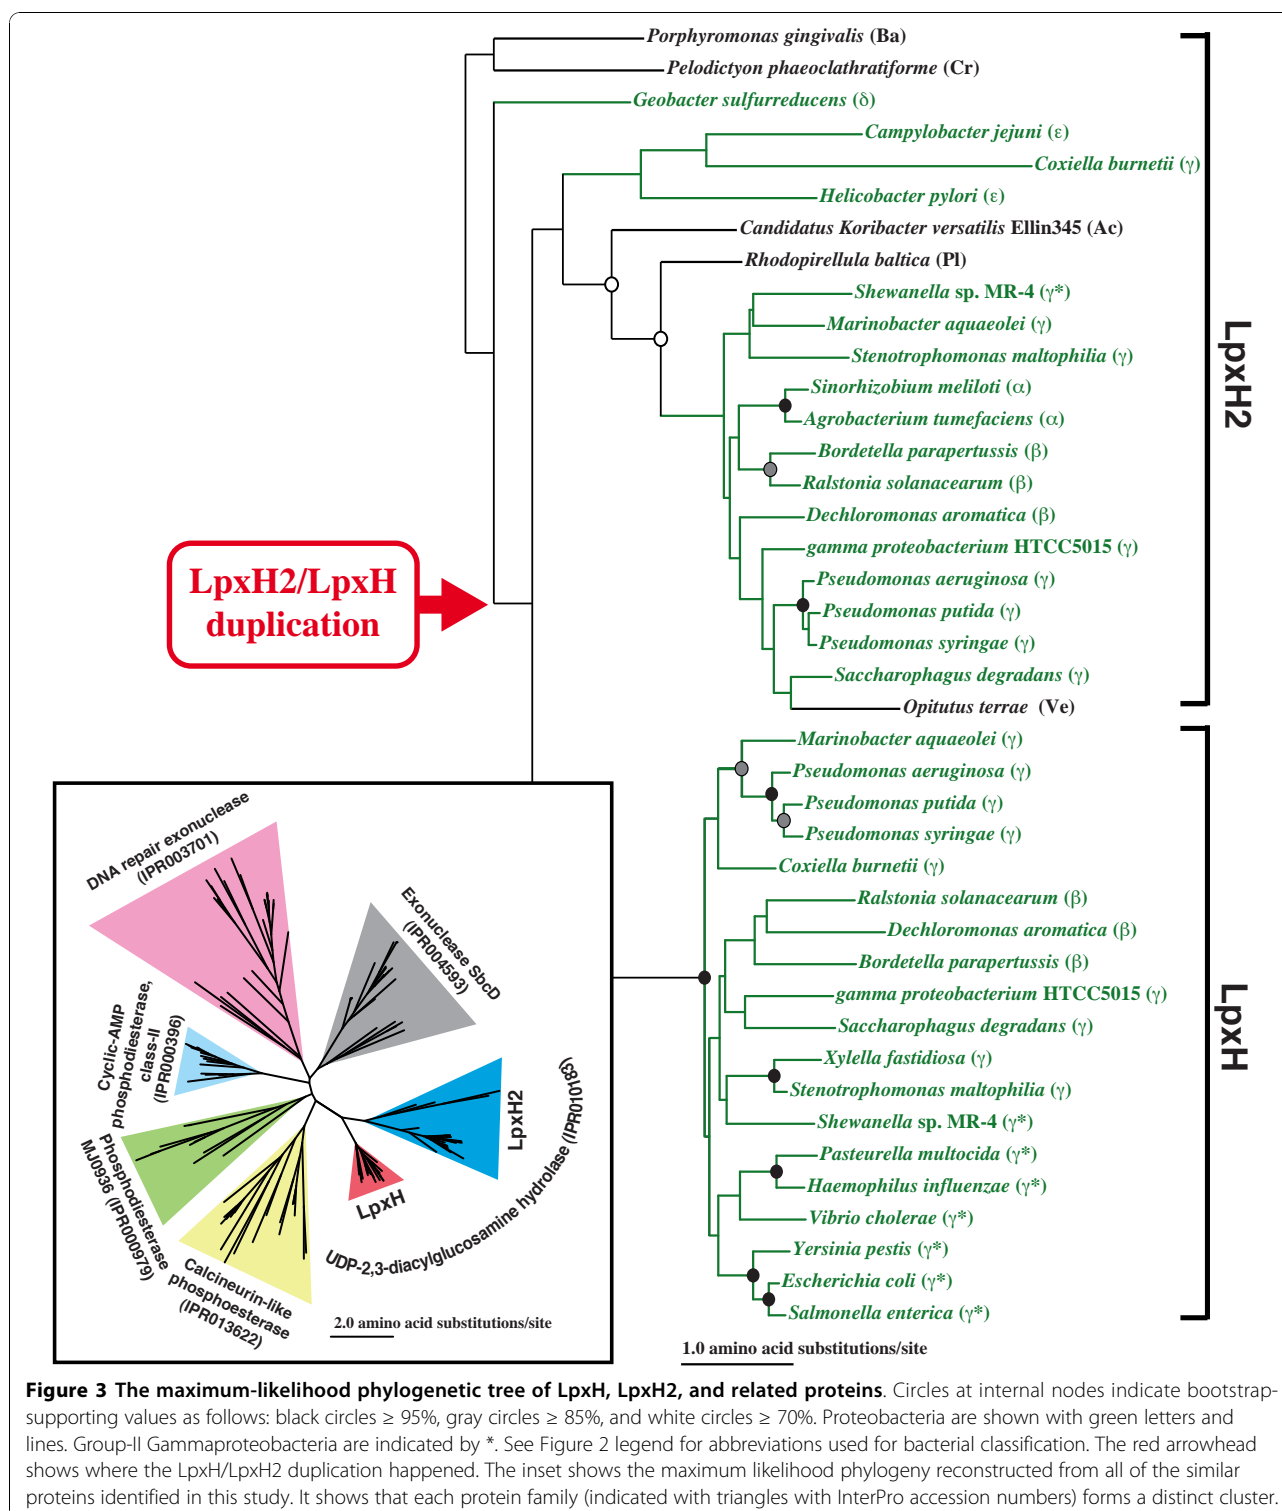 Porphyromonas gingivalis (Ba)
Pelodictyon phaeoclathratiforme (Cr)
Geobacter sulfurreducens (δ)
Campylobacter jejuni (ε)
Coxiella burnetii (γ)
Helicobacter pylori (ε)
Candidatus Koribacter versatilis Ellin345 (Ac)
Rhodopirellula baltica (Pl)
Shewanella sp. MR-4 (γ*)
Marinobacter aquaeolei (γ)
Stenotrophomonas maltophilia (γ)
Sinorhizobium meliloti (α)
Agrobacterium tumefaciens (α)
Bordetella parapertussis (β)
Ralstonia solanacearum (β)
Dechloromonas aromatica (β)
gamma proteobacterium HTCC5015 (γ)
Pseudomonas aeruginosa (γ)
Pseudomonas putida (γ)
Pseudomonas syringae (γ)
Saccharophagus degradans (γ)
Opitutus terrae (Ve)
LpxH2
LpxH2/LpxH
duplication
Marinobacter aquaeolei (γ)
Pseudomonas aeruginosa (γ)
Pseudomonas putida (γ)
Pseudomonas syringae (γ)
Coxiella burnetii (γ)
Ralstonia solanacearum (β)
Dechloromonas aromatica (β)
Bordetella parapertussis (β)
gamma proteobacterium HTCC5015 (γ)
Saccharophagus degradans (γ)
Xylella fastidiosa (γ)
Stenotrophomonas maltophilia (γ)
Shewanella sp. MR-4 (γ*)
Pasteurella multocida (γ*)
Haemophilus influenzae (γ*)
Vibrio cholerae (γ*)
Yersinia pestis (γ*)
Escherichia coli (γ*)
Salmonella enterica (γ*)
LpxH
1.0 amino acid substitutions/site
DNA repair exonuclease
(IPR003701)
Exonuclease SbcD
(IPR004593)
Cyclic-AMP
phosphodiesterase,
class-II
(IPR000396)
LpxH2
LpxH
UDP-2,3-diacylglucosamine hydrolase (IPR010183)
Phosphodiesterase
MJ0936 (IPR000979)
Calcineurin-like
phosphoesterase
(IPR013622)
2.0 amino acid substitutions/site
Figure 3 The maximum-likelihood phylogenetic tree of LpxH, LpxH2, and related proteins. Circles at internal nodes indicate bootstrap-
supporting values as follows: black circles ≥ 95%, gray circles ≥ 85%, and white circles ≥ 70%. Proteobacteria are shown with green letters and
lines. Group-II Gammaproteobacteria are indicated by *. See Figure 2 legend for abbreviations used for bacterial classification. The red arrowhead
shows where the LpxH/LpxH2 duplication happened. The inset shows the maximum likelihood phylogeny reconstructed from all of the similar
proteins identified in this study. It shows that each protein family (indicated with triangles with InterPro accession numbers) forms a distinct cluster.